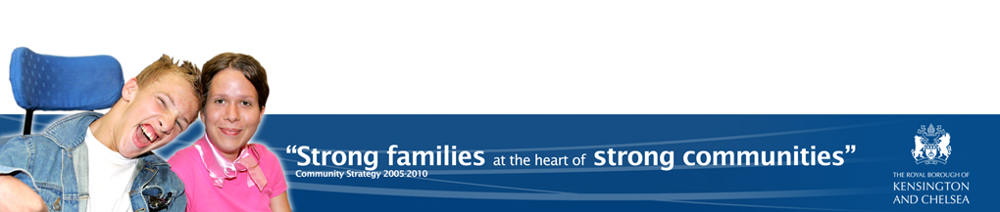 “Strong families at the heart of strong communities”
Community Strategy 2005-2010
THE ROYAL BOROUGH OF
KENSINGTON
AND CHELSEA